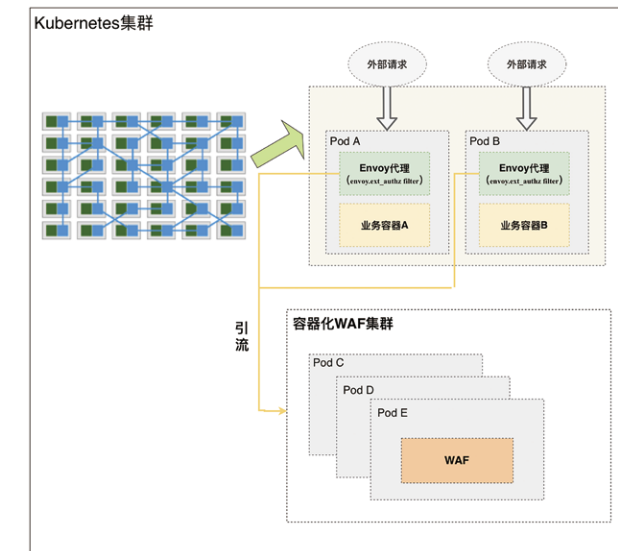 Kubernetes集群
外部请求
外部请求
Pod A
Pod B
Envoy代理
（envoy.ext_authz filter）
Envoy代理
（envoy.ext_authz filter）
业务容器A
业务容器B
引
流
容器化WAF集群
Pod C
Pod D
Pod E
WAF